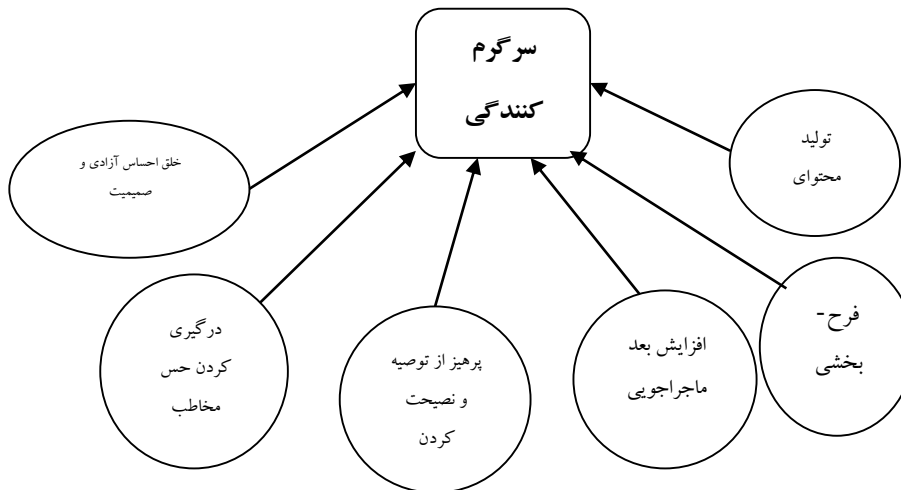 سرگرم
کنندگی
تولید
محتوای
فرح-
بخشی
افزایش بعد
ماجراجویی
پرهیز از توصیه
و نصیحت
کردن
درگیری
کردن حس
مخاطب
خلق احساس آزادی و
صمیمیت